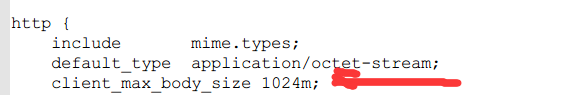 http {
include mime.types;
default_type application/octet-stream;
client_max_body_size 1024m;